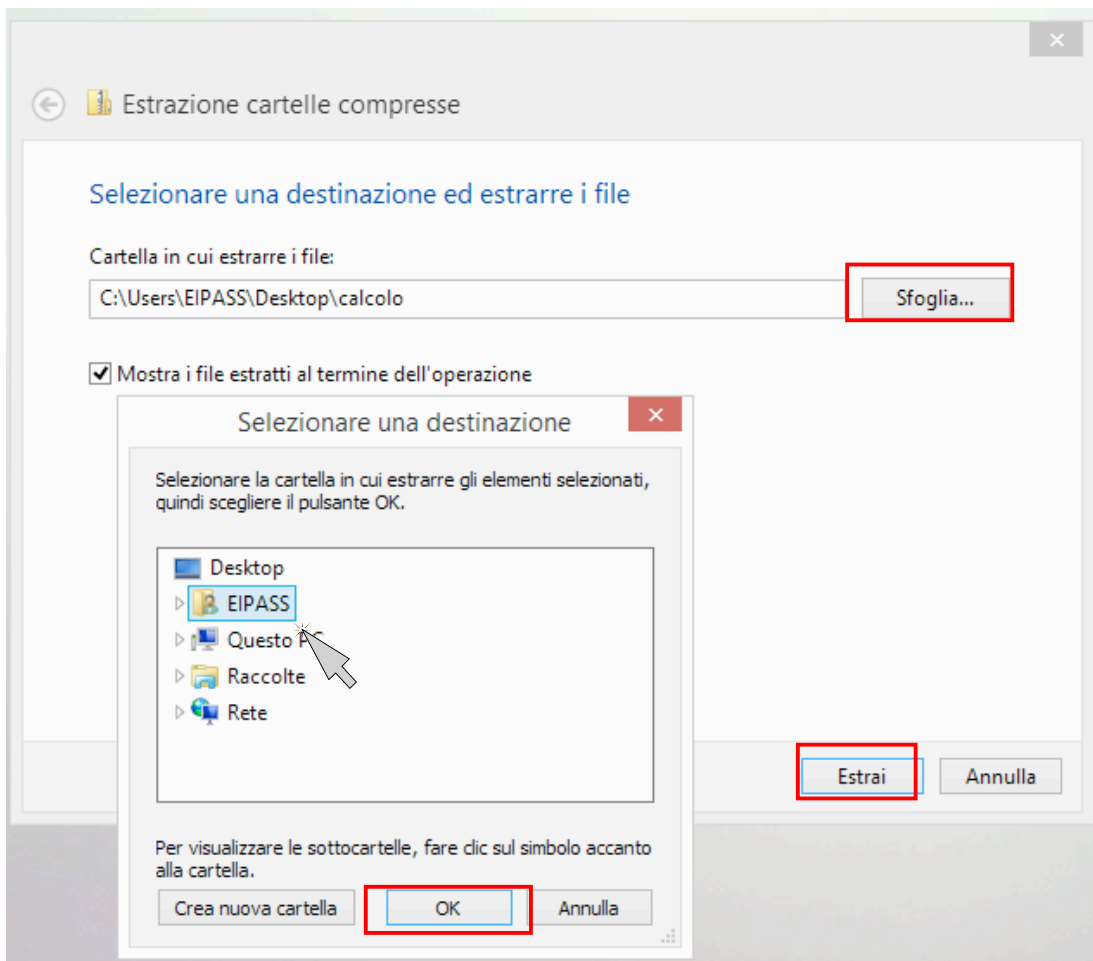 Estrazione cartelle compresse
Selezionare una destinazione ed estrarre i file
Cartella in cui estrarre i file:
C:\Users\EIPASS\Desktop\calcolo
Sfoglia...
Mostra i file estratti al termine dell'operazione
Selezionare una destinazione
Selezionare la cartella in cui estrarre gli elementi selezionati,
quindi scegliere il pulsante OK.
Desktop
EIPASS
Questo PC
Raccolte
Rete
Estrai
Annulla
Per visualizzare le sottocartelle, fare clic sul simbolo accanto
alla cartella.
Crea nuova cartella
OK
Annulla